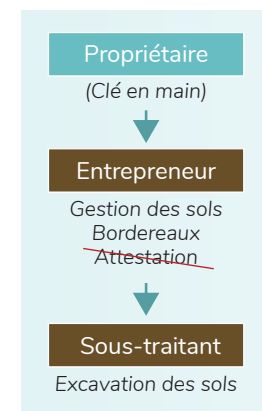 Propriétaire
(Clé en main)
Entrepreneur
Gestion des sols
Bordereaux
Attestation
Sous-traitant
Excavation des sols